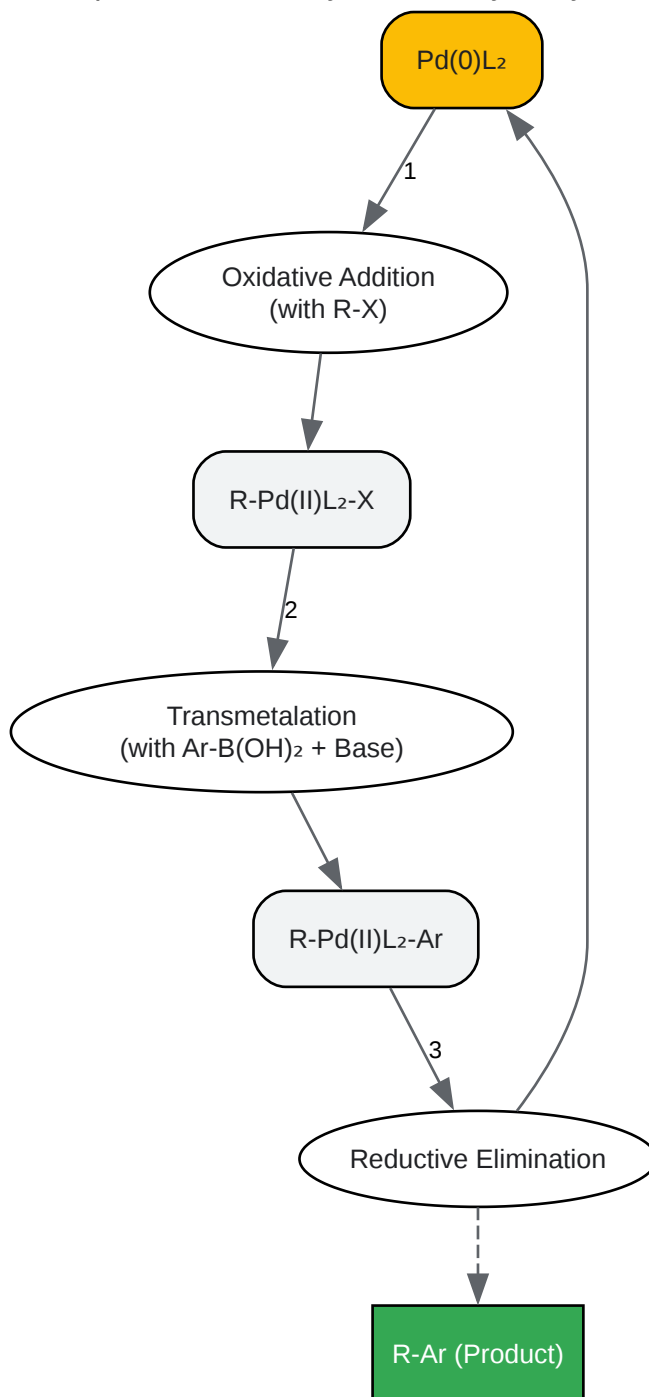 Pd(0)L₂
1
Oxidative Addition
(with R-X)
R-Pd(II)L₂-X
2
Transmetalation
(with Ar-B(OH)₂ + Base)
R-Pd(II)L₂-Ar
3
Reductive Elimination
R-Ar (Product)